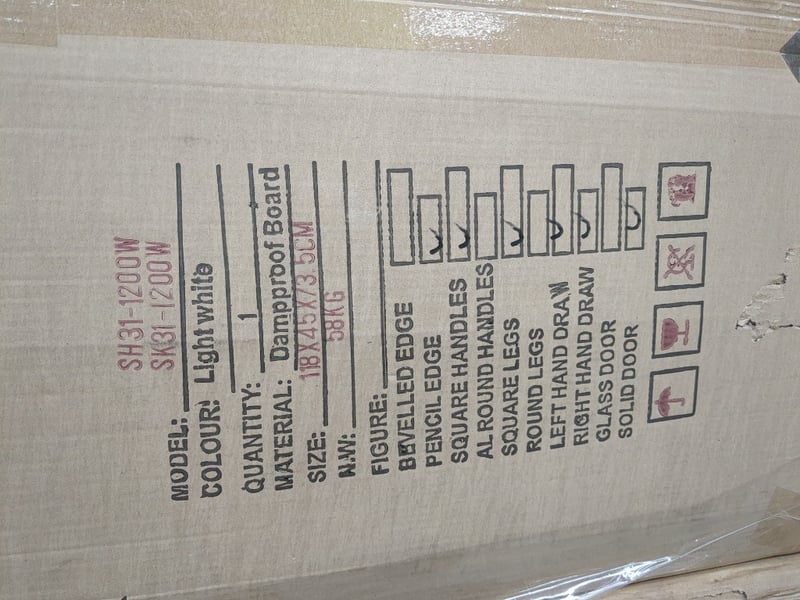 SH31-1200W
SK31-1200W
MODEL:
COLOUR: Light white
QUANTITY: 1
MATERIAL: Dampproof Board
SIZE: 118X45X73.5CM
N.W: 58KG
FIGURE:
BEVELLED EDGE
PENCIL EDGE
SQUARE HANDLES
ALROUND HANDLES
SQUARE LEGS
ROUND LEGS
LEFT HAND DRAW
RIGHT HAND DRAW
GLASS DOOR
SOLID DOOR